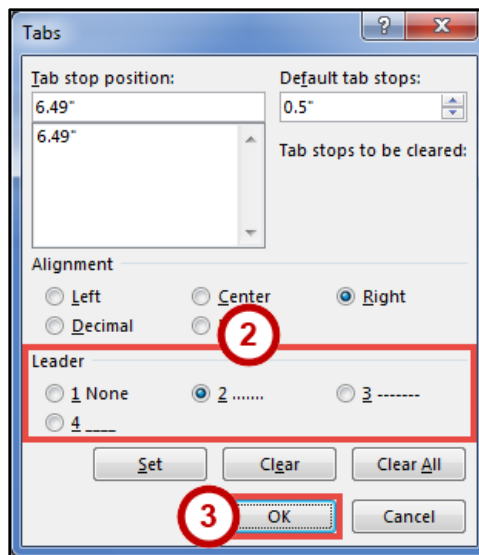 Tabs
?
X
Tab stop position: Default tab stops:
6.49" 0.5"
6.49"
Tab stops to be cleared:
Alignment
Left Center Right
Decimal
2
Leader
1 None 2 ....... 3 -------
4 ____
Set Clear Clear All
3 OK Cancel